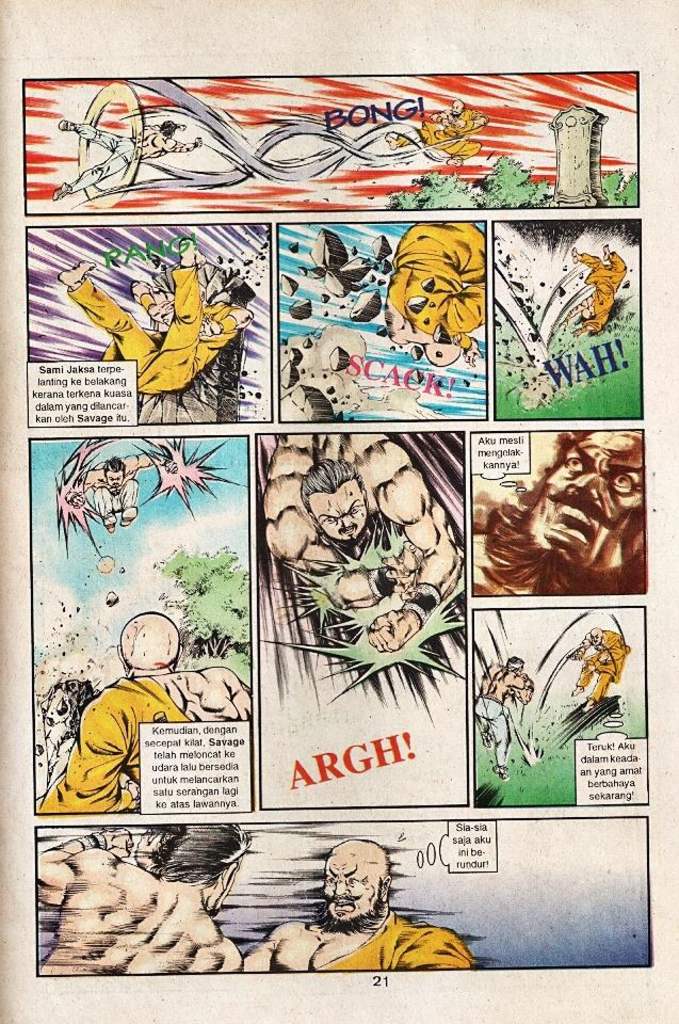 BONG!
PANG!
Sami Jaksa terpe-
lanting ke belakang
kerana terkena kuasa
dalam yang dilancar-
kan oleh Savage itu.
SCACK!
WAH!
Kemudian, dengan
secepat kilat, Savage
telah meloncat ke
udara lalu bersedia
untuk melancarkan
satu serangan lagi
ke atas lawannya.
ARGH!
Aku mesti
mengelak-
kannya!
Teruk! Aku
dalam keada-
an yang amat
berbahaya
sekarang!
Sia-sia
saja aku
ini be-
rundur!
21